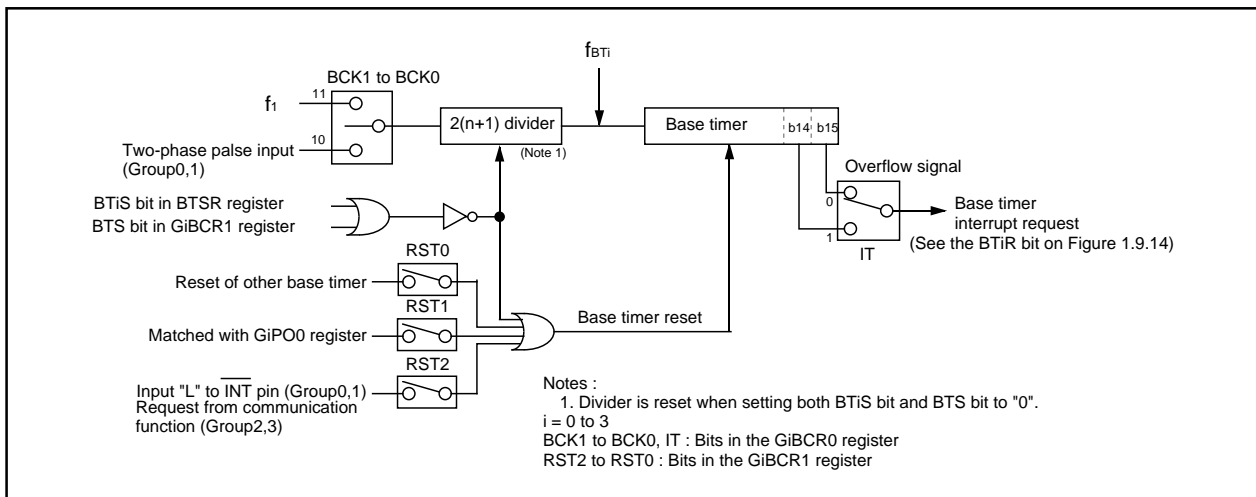 fBTi
BCK1 to BCK0
f1
11
2(n+1) divider
Base timer
b14
b15
10
(Note 1)
Two-phase palse input
(Group0,1)
Overflow signal
BTiS bit in BTSR register
BTS bit in GiBCR1 register
0
1
IT
Base timer
interrupt request
(See the BTiR bit on Figure 1.9.14)
RST0
Reset of other base timer
RST1
Matched with GiPO0 register
Base timer reset
RST2
Input "L" to INT pin (Group0,1)
Request from communication
function (Group2,3)
Notes :
1. Divider is reset when setting both BTiS bit and BTS bit to "0".
i = 0 to 3
BCK1 to BCK0, IT : Bits in the GiBCR0 register
RST2 to RST0 : Bits in the GiBCR1 register